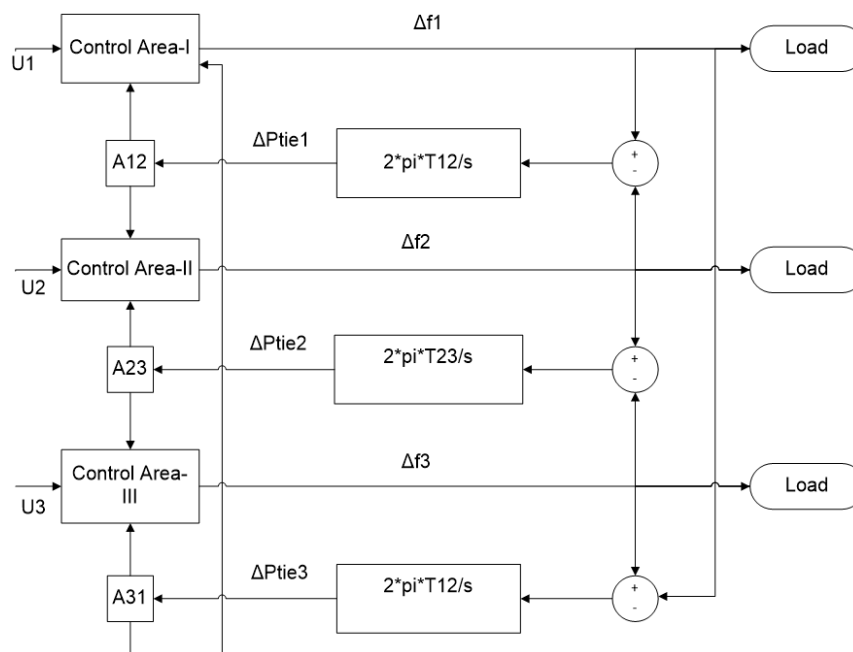 Δf1
Control Area-I
Load
U1
ΔPtie1
2*pi*T12/s
A12
+
-
Δf2
Control Area-II
Load
U2
ΔPtie2
2*pi*T23/s
A23
+
-
Δf3
Control Area-
III
Load
U3
ΔPtie3
2*pi*T12/s
A31
+
-